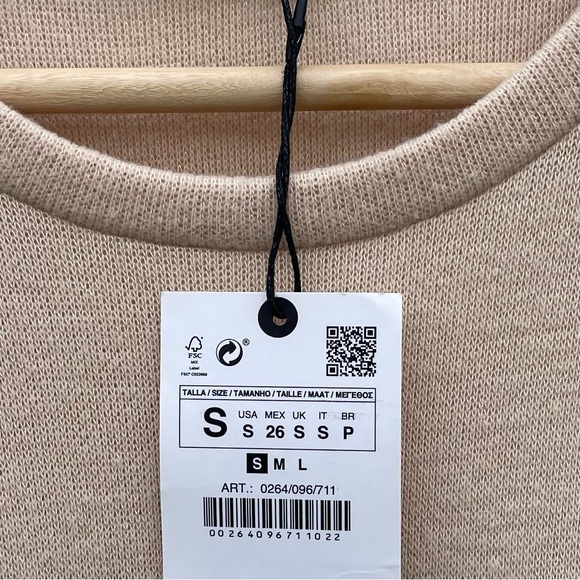 FSC
MIX
Label
®
TALLA / SIZE / TAMANHO / TAILLE / MAAT / ΜΕΓΕΘΟΣ
S USA MEX UK IT BR
S 26 S S P
S M L
ART.: 0264/096/711
00264096711022